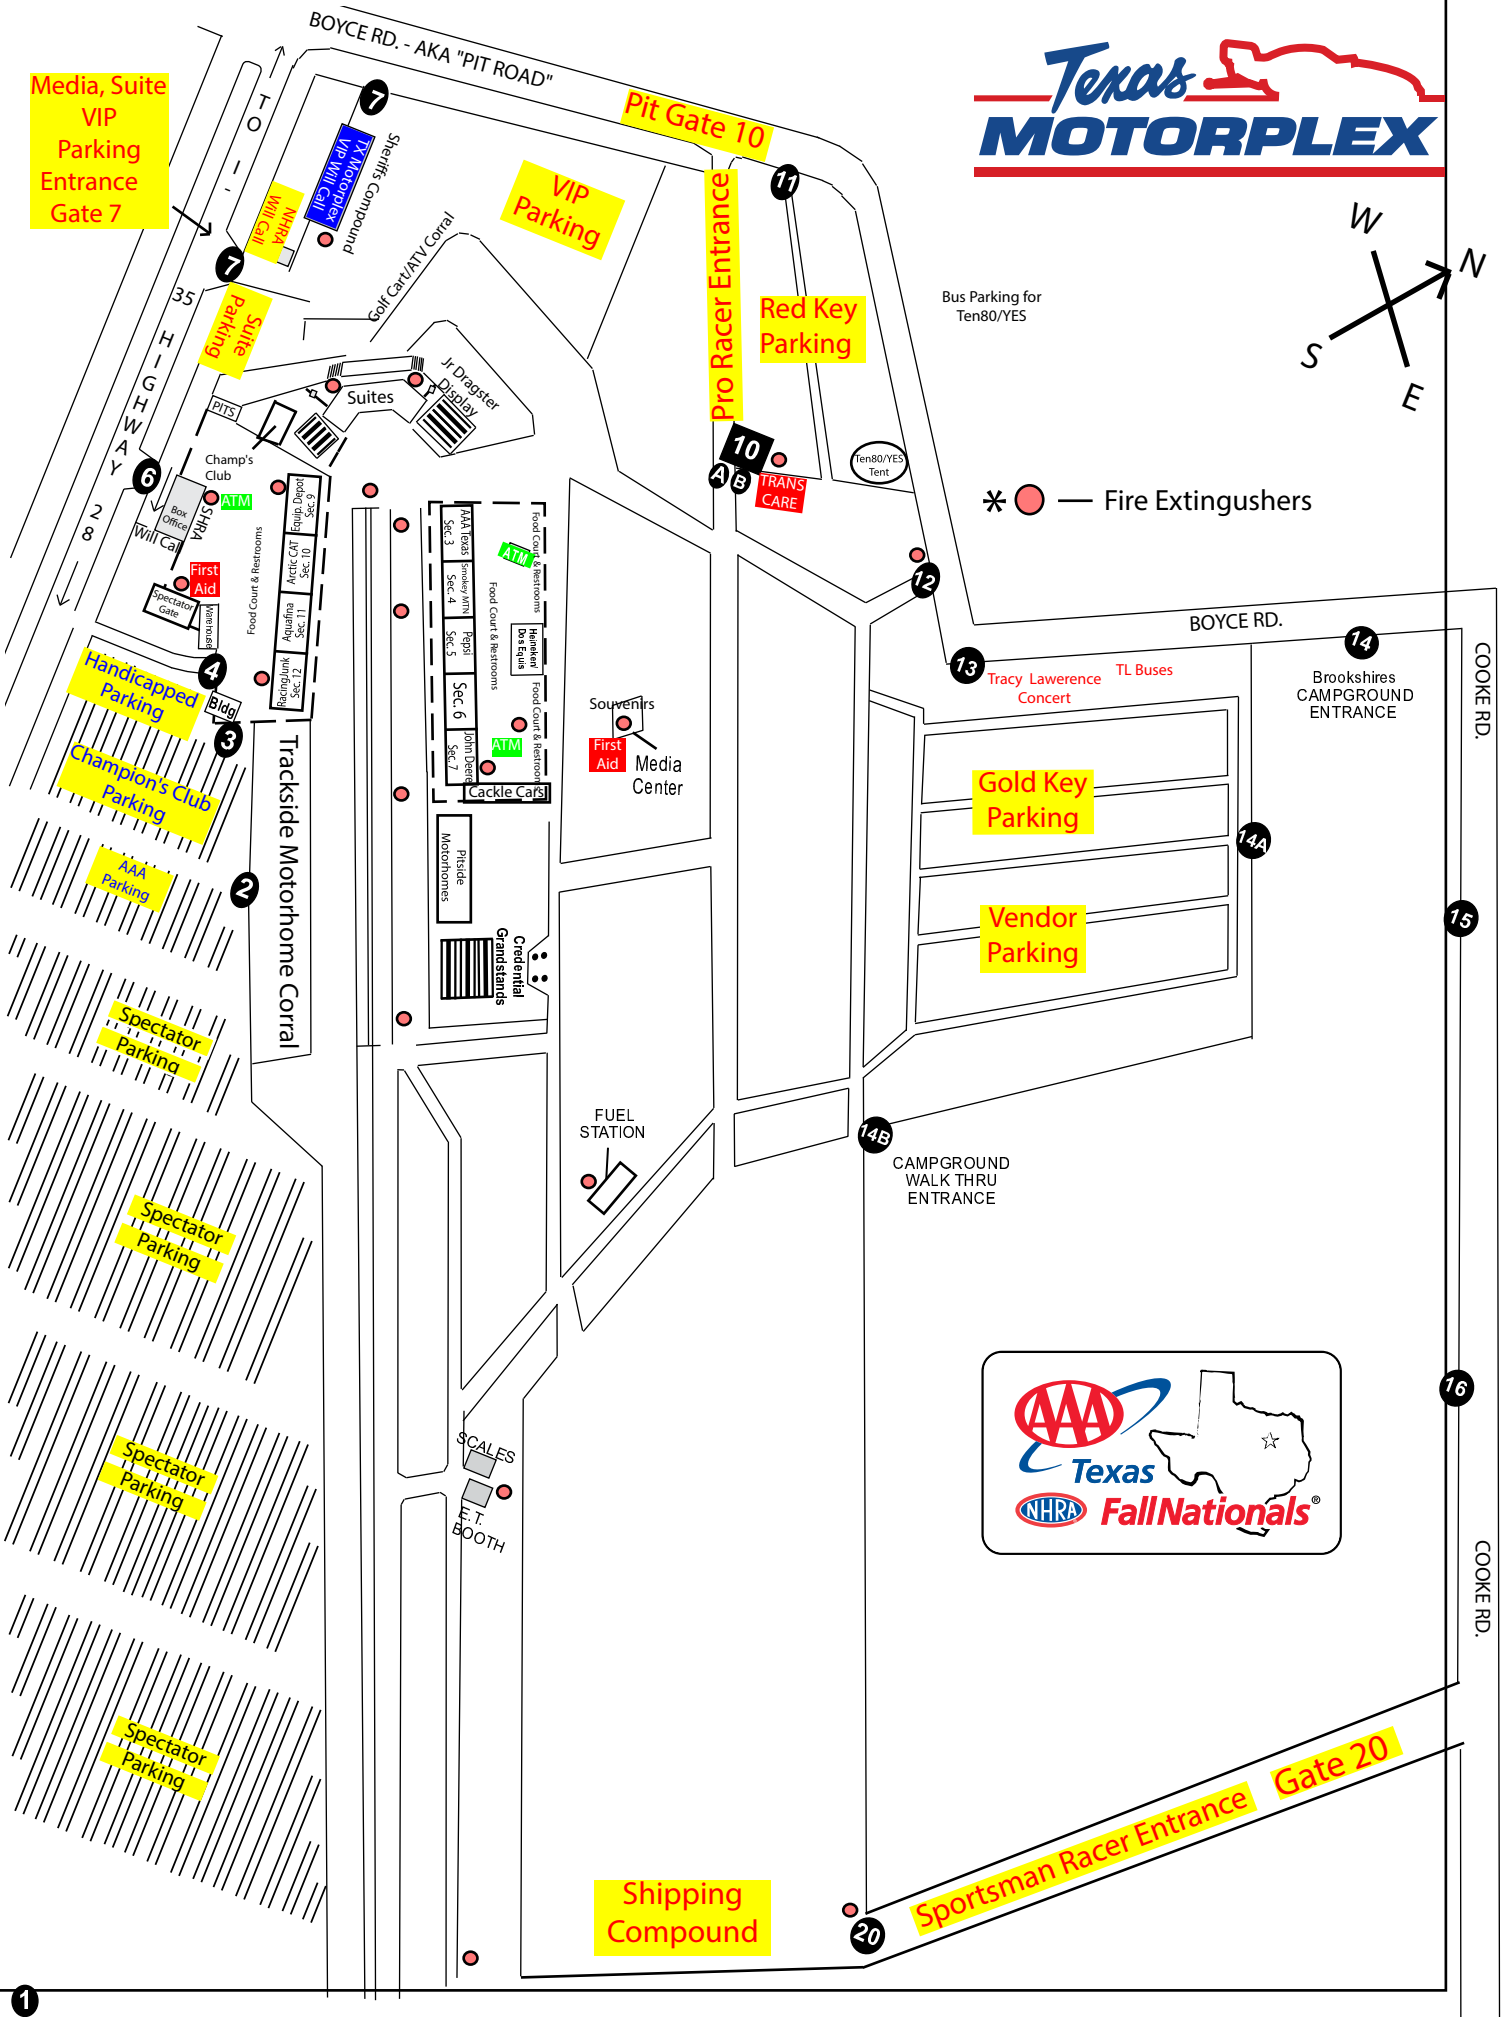 BOYCE RD. - AKA "PIT ROAD"
Texas
MOTORPLEX
Media, Suite
VIP
Parking
Entrance
Gate 7
TO I-
35
HIGHWAY
28
7
TX Motorplex
VIP Will Call
Sheriffs Compound
NHRA
Will Call
7
Suite
Parking
Golf Cart/ATV Corral
VIP
Parking
Pit Gate 10
11
Pro Racer Entrance
Red Key
Parking
Bus Parking for
Ten80/YES
W
N
S
E
Jr Dragster
Display
Suites
PITS
Champ's
Club
6
ATM
Box
Office
SHRA
Will Call
First
Aid
Spectator
Gate
Warehouse
Food Court & Restrooms
Equip. Depot
Sec 9
Arctic CAT
Sec. 10
Aquafina
Sec. 11
RacingJunk
Sec. 12
AAA Texas
Sec. 3
Smokey MTN
Sec. 4
Pepsi
Sec. 5
Sec. 6
John Deere
Sec. 7
Food Court & Restrooms
Food Court & Restrooms
Food Court & Restrooms
ATM
Heineken/
Dos Equis
ATM
Cackle Cars
10
A
B
TRANS
CARE
Ten80/YES
Tent
* — Fire Extingushers
12
13
BOYCE RD.
14
Tracy Lawerence
Concert
TL Buses
Brookshires
CAMPGROUND
ENTRANCE
COOKE RD.
4
Bldg
3
Handicapped
Parking
Champion's Club
Parking
AAA
Parking
2
Trackside Motorhome Corral
Souvenirs
First
Aid
Media
Center
Pitside
Motorhomes
Credential
Grandstands
Gold Key
Parking
14A
Vendor
Parking
15
Spectator
Parking
FUEL
STATION
14B
CAMPGROUND
WALK THRU
ENTRANCE
Spectator
Parking
16
AAA
Texas
NHRA FallNationals®
Spectator
Parking
SCALES
E.T.
BOOTH
COOKE RD.
Spectator
Parking
Gate 20
Sportsman Racer Entrance
Shipping
Compound
20
1